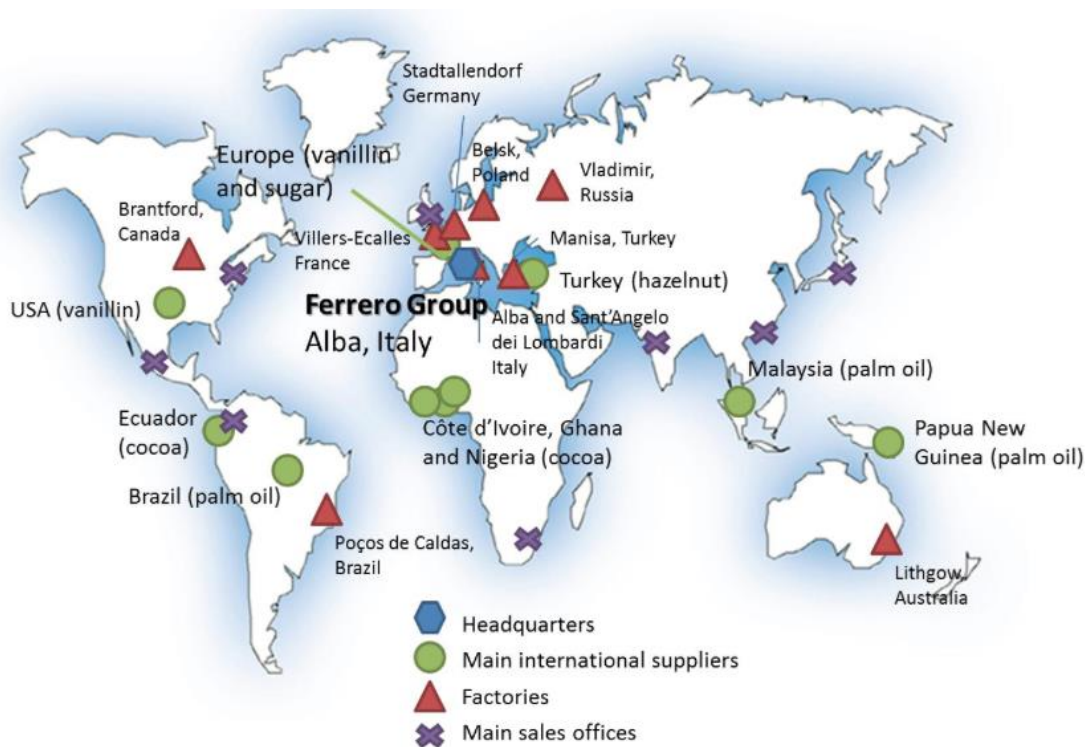 Stadtallendorf
Germany
Europe (vanillin
and sugar)
Belsk,
Poland
Vladimir,
Russia
Brantford,
Canada
Villers-Ecalles
France
Manisa, Turkey
Turkey (hazelnut)
USA (vanillin)
Ferrero Group
Alba, Italy
Alba and Sant'Angelo
dei Lombardi
Italy
Malaysia (palm oil)
Ecuador
(cocoa)
Côte d'Ivoire, Ghana
and Nigeria (cocoa)
Papua New
Guinea (palm oil)
Brazil (palm oil)
Poços de Caldas,
Brazil
Lithgow,
Australia
Headquarters
Main international suppliers
Factories
Main sales offices